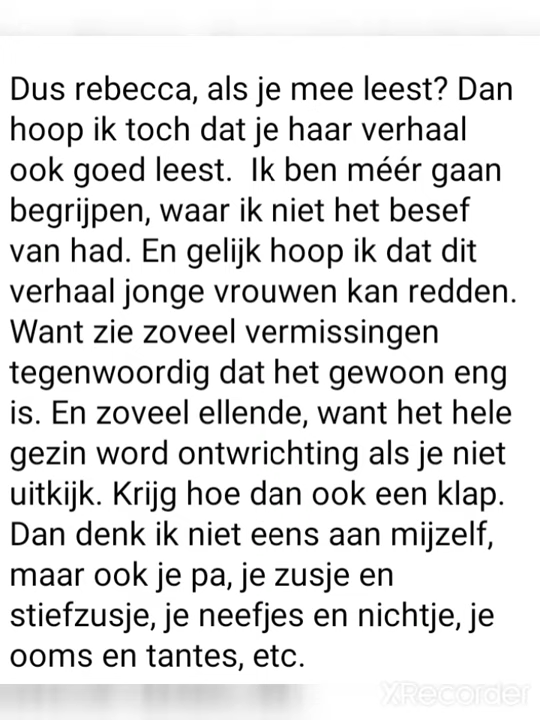 Dus rebecca, als je mee leest? Dan
hoop ik toch dat je haar verhaal
ook goed leest. Ik ben méér gaan
begrijpen, waar ik niet het besef
van had. En gelijk hoop ik dat dit
verhaal jonge vrouwen kan redden.
Want zie zoveel vermissingen
tegenwoordig dat het gewoon eng
is. En zoveel ellende, want het hele
gezin word ontwrichting als je niet
uitkijk. Krijg hoe dan ook een klap.
Dan denk ik niet eens aan mijzelf,
maar ook je pa, je zusje en
stiefzusje, je neefjes en nichtje, je
ooms en tantes, etc.
XRecorder